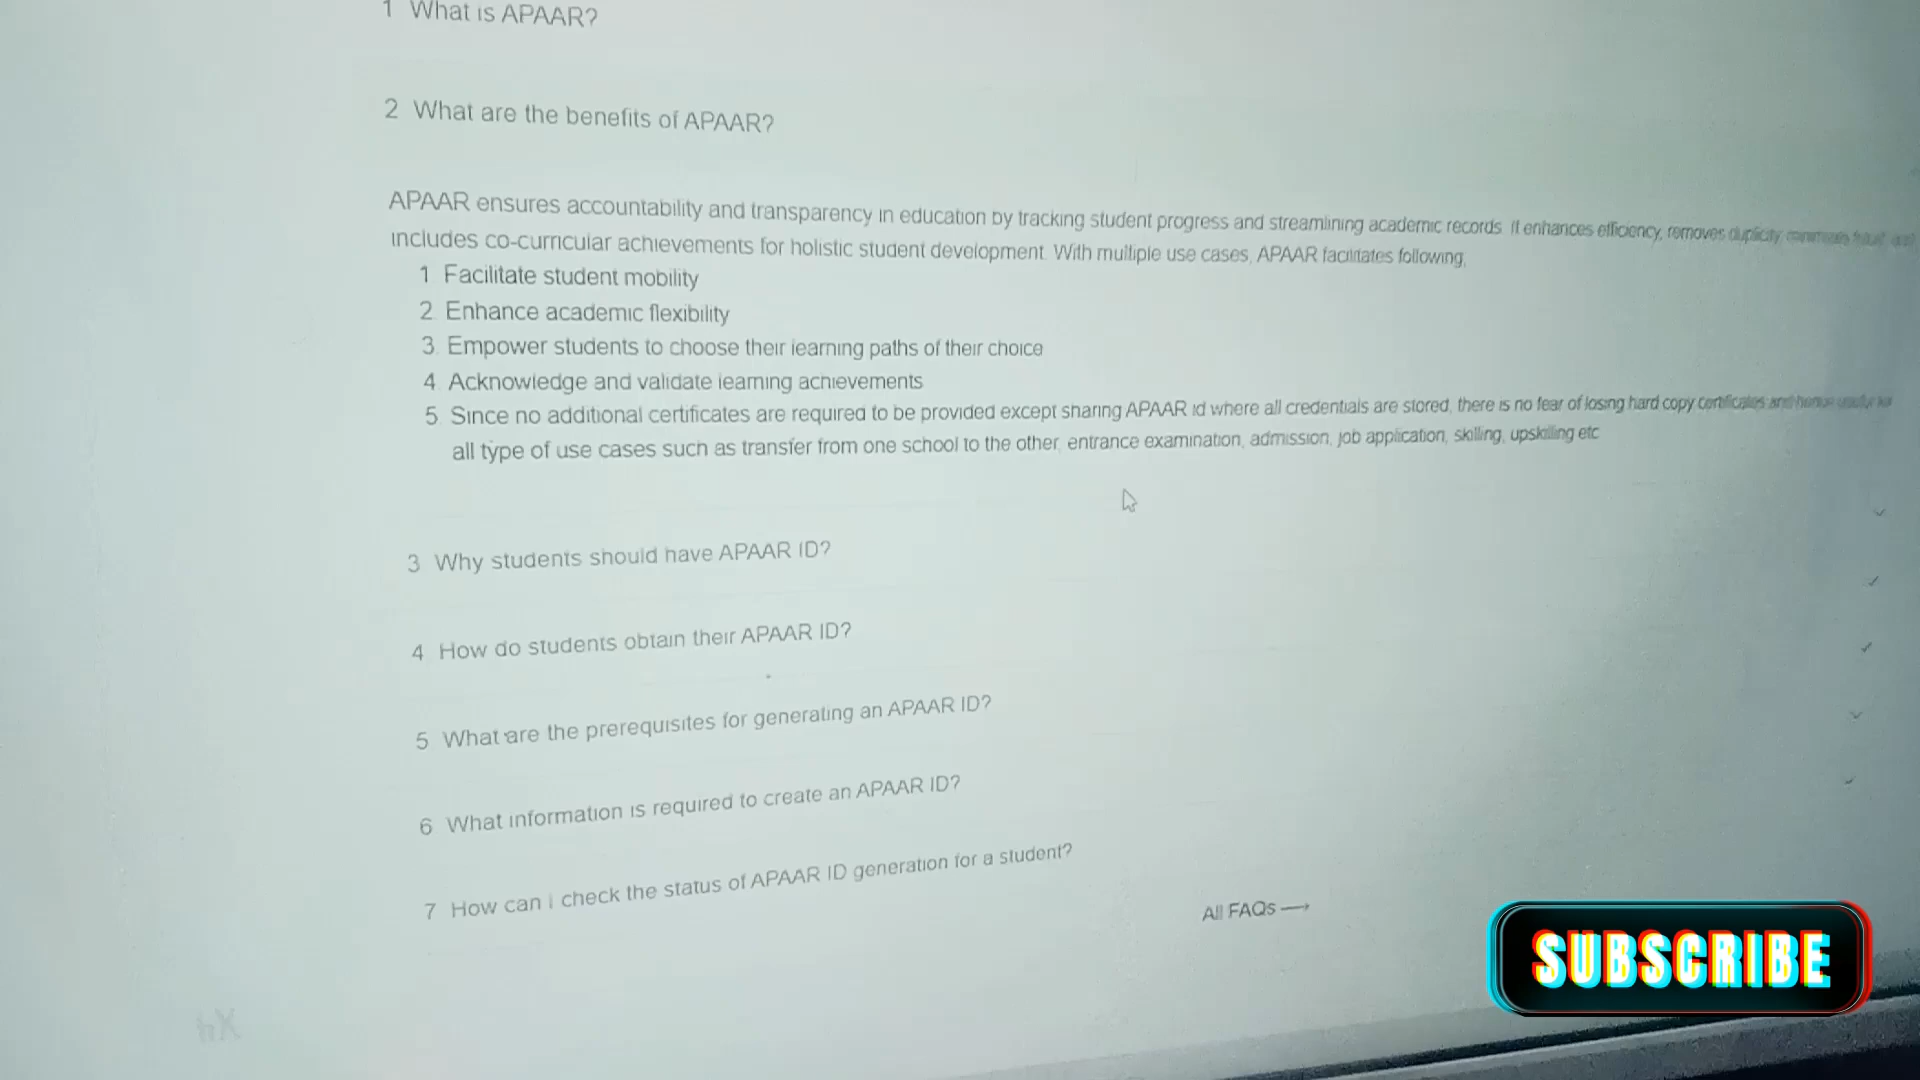 1 What is APAAR?
2 What are the benefits of APAAR?
APAAR ensures accountability and transparency in education by tracking student progress and streamlining academic records. It enhances efficiency, removes duplicity, minimizes fraud, and
includes co-curricular achievements for holistic student development. With multiple use cases, APAAR facilitates following,
1 Facilitate student mobility
2. Enhance academic flexibility
3. Empower students to choose their learning paths of their choice
4 Acknowledge and validate learning achievements
5 Since no additional certificates are required to be provided except sharing APAAR id where all credentials are stored, there is no fear of losing hard copy certificates and hence useful for
all type of use cases such as transfer from one school to the other, entrance examination, admission, job application, skilling, upskilling etc
3 Why students should have APAAR ID?
4 How do students obtain their APAAR ID?
5 What are the prerequisites for generating an APAAR ID?
6 What information is required to create an APAAR ID?
7 How can i check the status of APAAR ID generation for a student?
All FAQs →
SUBSCRIBE